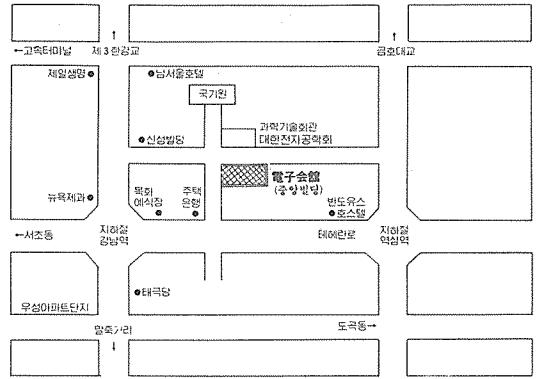 ←고속터미널
제3한강교
금호대교
제일생명
남서울호텔
국기원
과학기술회관
대한전자공학회
신성빌딩
電子会館
(중앙빌딩)
뉴욕제과
목화
예식장
주택
은행
반도유스
호스텔
←서초동
지하철
강남역
테헤란로
지하철
역삼역
태극당
우성아파트단지
말죽거리
도곡동→